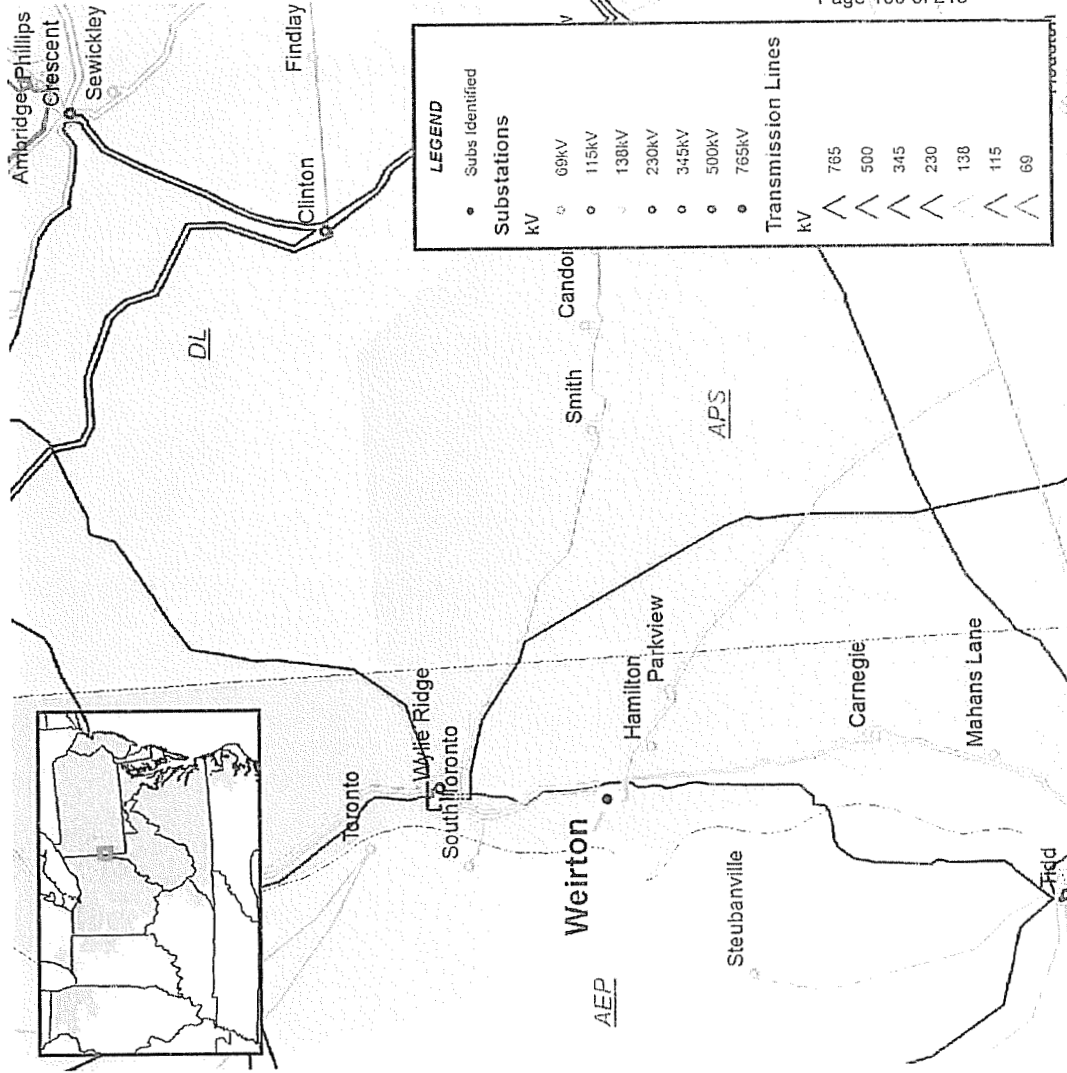 Ambridge
Phillips
Crescent
Sewickley
Findlay
Clinton
DL
Candor
Smith
APS
Wylie Ridge
Toronto
South Toronto
Hamilton
Parkview
Weirton
Carnegie
Mahans Lane
Steubanville
AEP
Tidd
LEGEND
Subs Identified
Substations
kV
69kV
115kV
138kV
230kV
345kV
500kV
765kV
Transmission Lines
kV
765
500
345
230
138
115
69